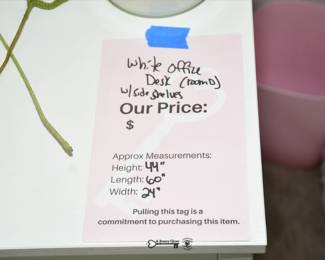 White office
Desk (room D)
w/side shelves
Our Price:
$
Approx Measurements:
Height: 44"
Length: 60"
Width: 24"
Pulling this tag is a
commitment to purchasing this item.